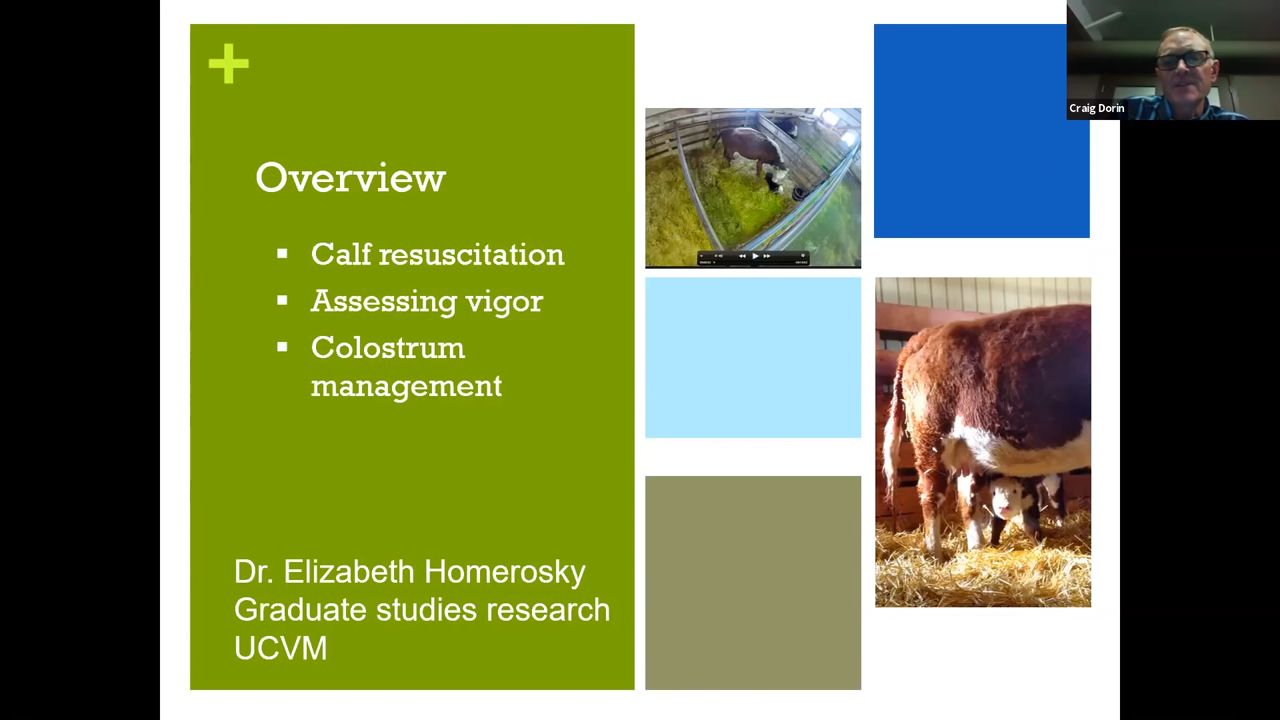 Overview
▪ Calf resuscitation
▪ Assessing vigor
▪ Colostrum
management
Dr. Elizabeth Homerosky
Graduate studies research
UCVM
Craig Dorin